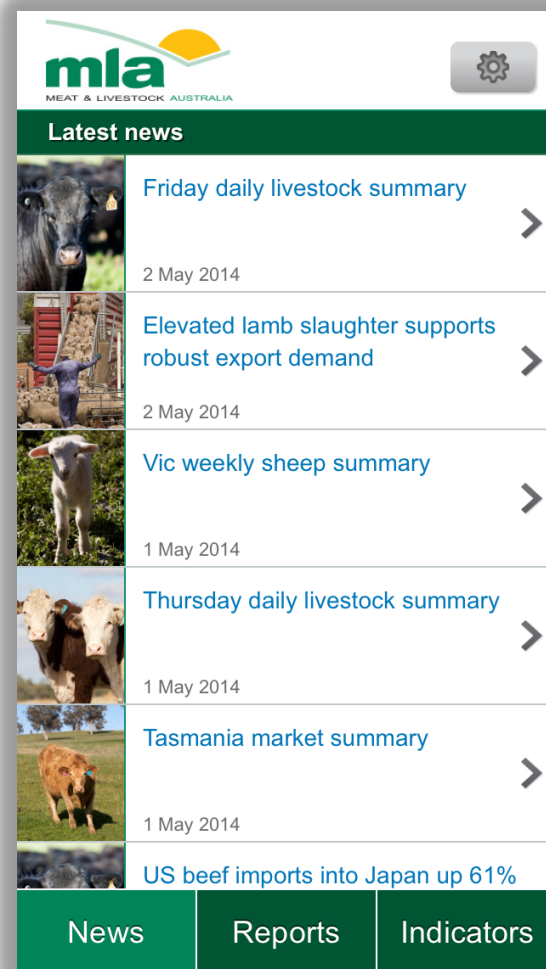 mla
MEAT & LIVESTOCK AUSTRALIA
Latest news
Friday daily livestock summary
2 May 2014
Elevated lamb slaughter supports
robust export demand
2 May 2014
Vic weekly sheep summary
1 May 2014
Thursday daily livestock summary
1 May 2014
Tasmania market summary
1 May 2014
US beef imports into Japan up 61%
News
Reports
Indicators